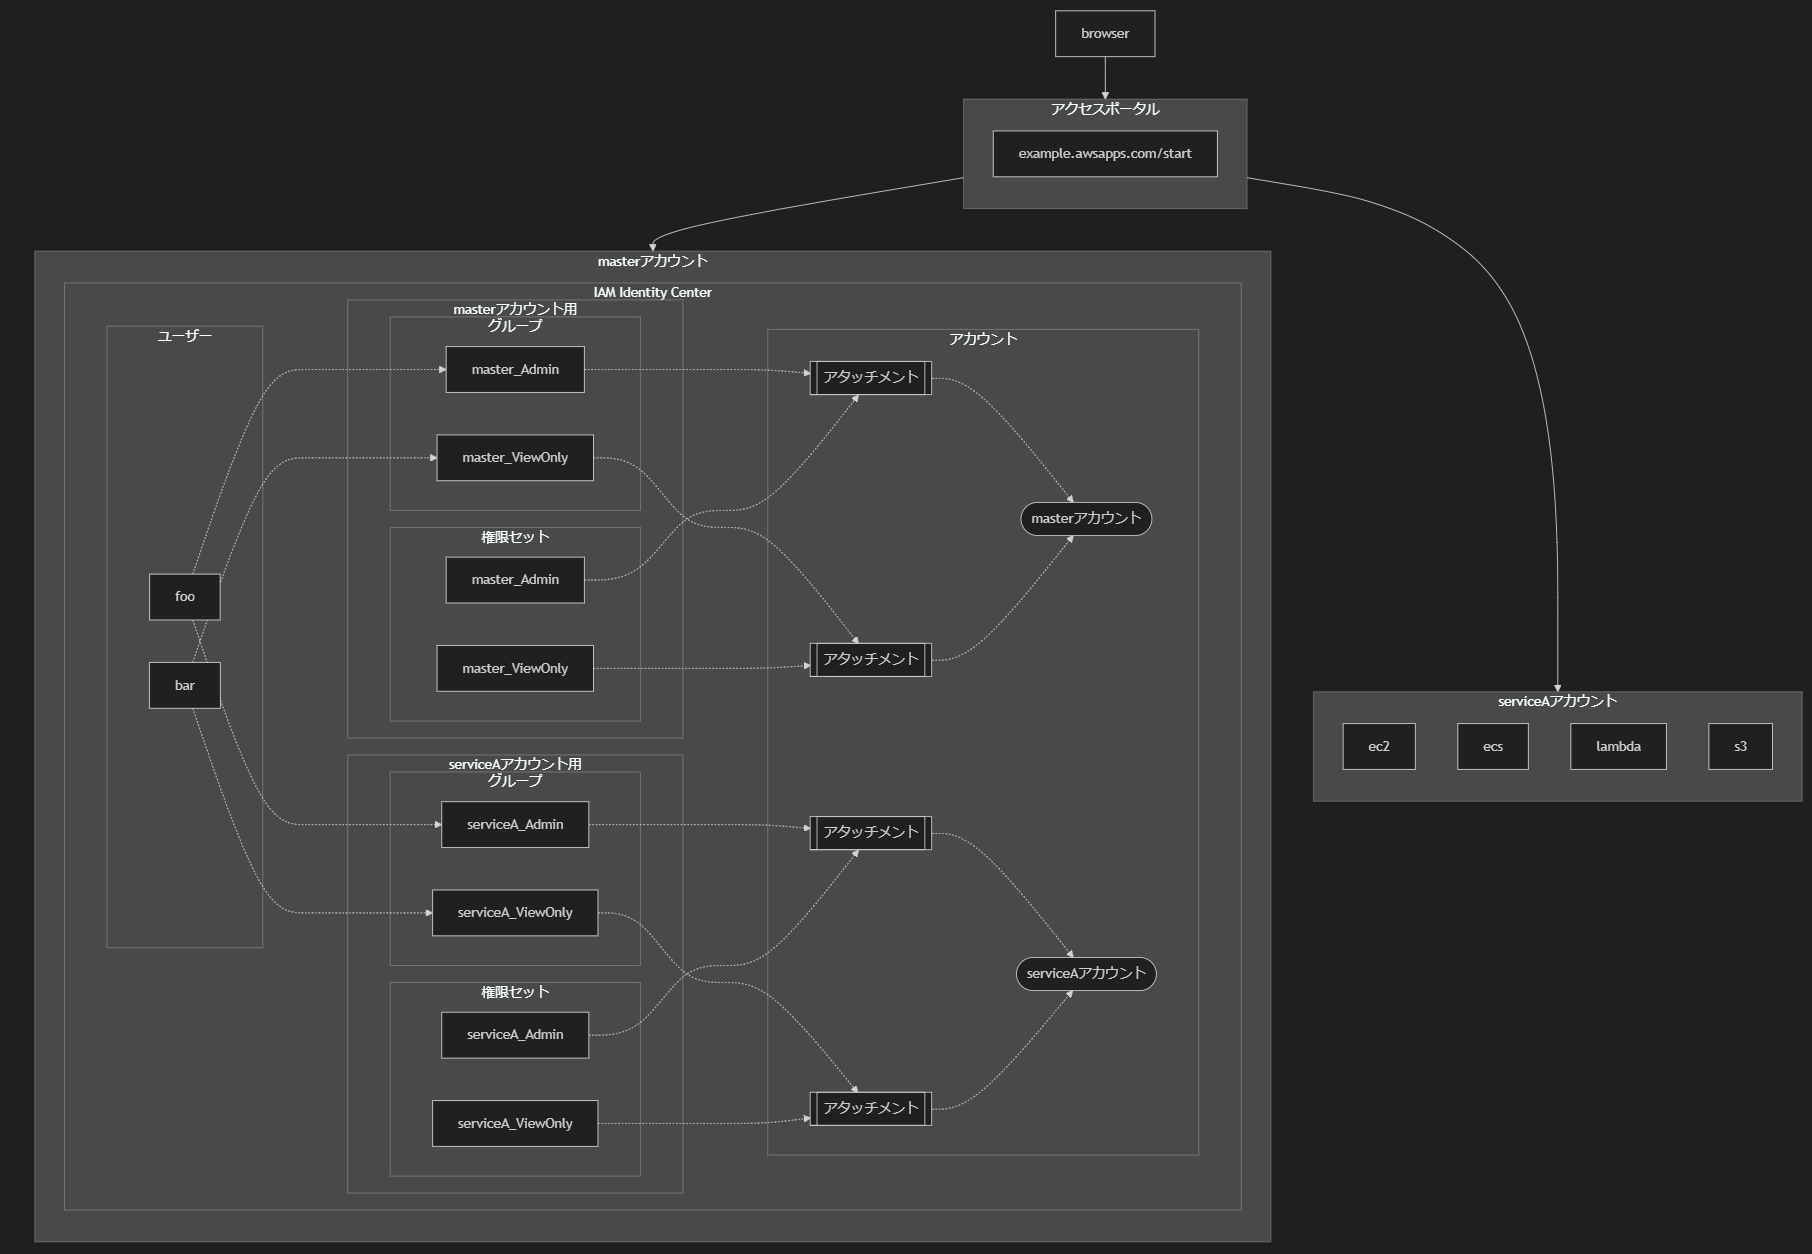 browser
アクセスポータル
example.awsapps.com/start
masterアカウント
IAM Identity Center
ユーザー
foo
bar
masterアカウント用
グループ
master_Admin
master_ViewOnly
権限セット
master_Admin
master_ViewOnly
serviceAアカウント用
グループ
serviceA_Admin
serviceA_ViewOnly
権限セット
serviceA_Admin
serviceA_ViewOnly
アカウント
アタッチメント
masterアカウント
アタッチメント
アタッチメント
serviceAアカウント
アタッチメント
serviceAアカウント
ec2
ecs
lambda
s3